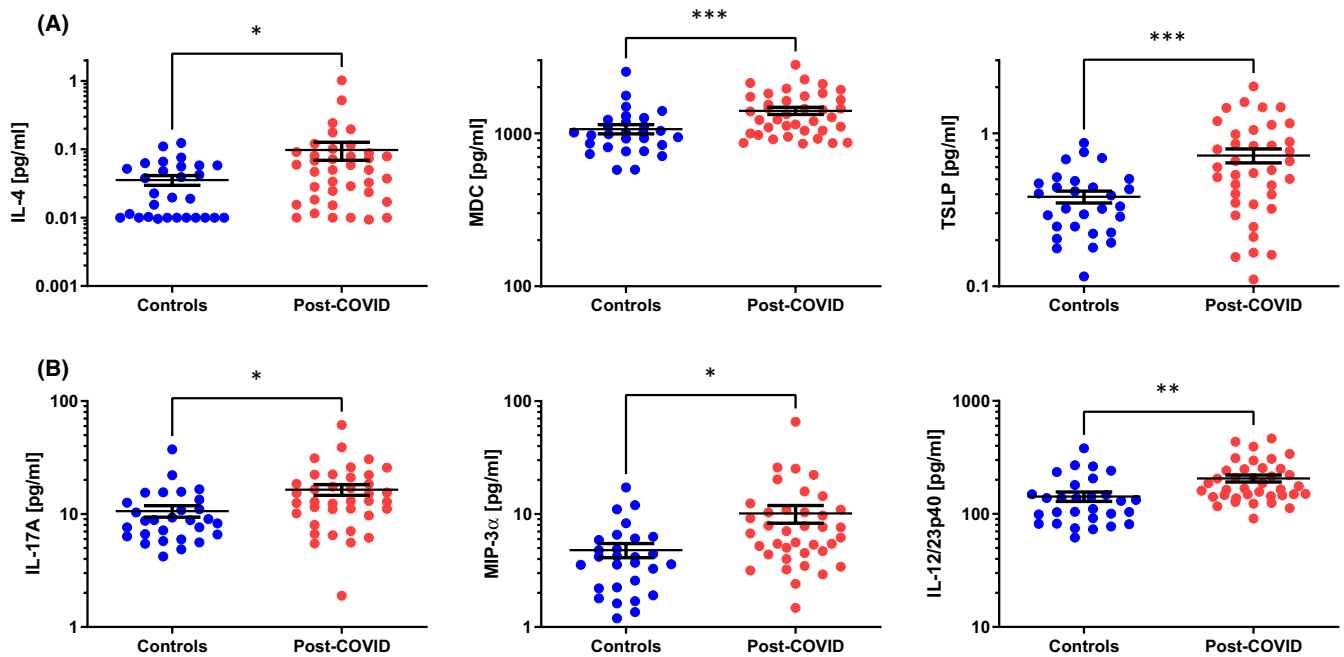 (A)
*
***
***
IL-4 [pg/ml]
1
0.1
0.01
0.001
Controls
Post-COVID
MDC [pg/ml]
1000
100
Controls
Post-COVID
TSLP [pg/ml]
1
0.1
Controls
Post-COVID
(B)
*
*
**
IL-17A [pg/ml]
100
10
1
Controls
Post-COVID
MIP-3α [pg/ml]
100
10
1
Controls
Post-COVID
IL-12/23p40 [pg/ml]
1000
100
10
Controls
Post-COVID